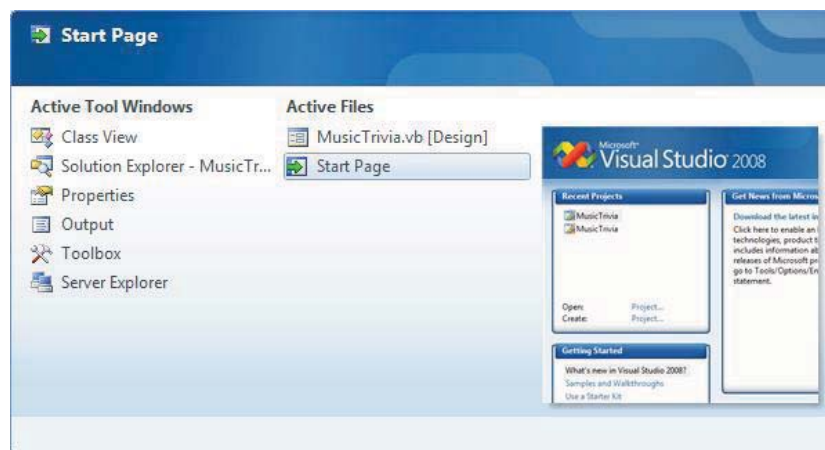 Start Page
Active Tool Windows
Class View
Solution Explorer - MusicTr...
Properties
Output
Toolbox
Server Explorer
Active Files
MusicTrivia.vb [Design]
Start Page
Microsoft
Visual Studio 2008
Recent Projects
MusicTrivia
MusicTrivia
Open: Project...
Create: Project...
Getting Started
What's new in Visual Studio 2008?
Samples and Walkthroughs
Use a Starter Kit
Get News from Micros
Download the latest in
Click here to enable an
technologies, product t
includes information ab
releases of Microsoft pr
go to Tools/Options/En
statement.